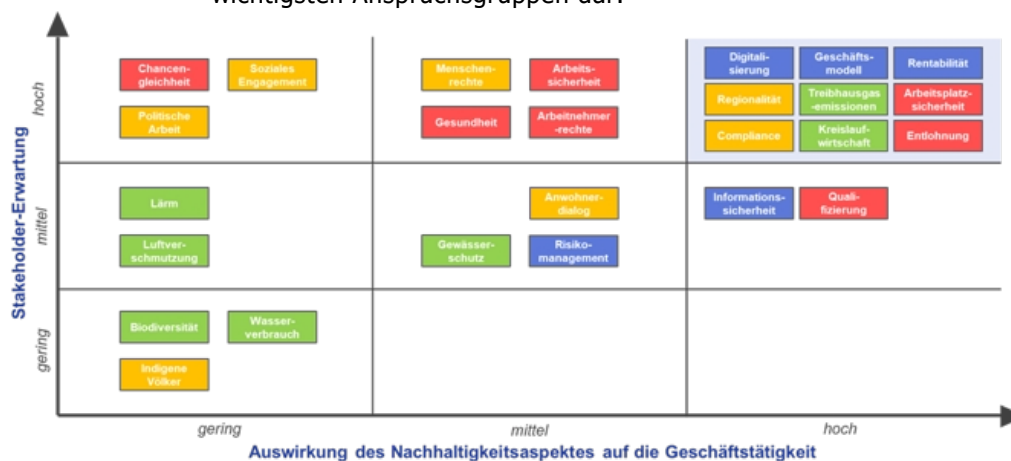 wichtigsten Anspruchsgruppen dar.
Stakeholder-Erwartung
hoch
Chancen-
gleichheit
Soziales
Engagement
Politische
Arbeit
Menschen-
rechte
Arbeits-
sicherheit
Gesundheit
Arbeitnehmer
-rechte
Digitali-
sierung
Geschäfts-
modell
Rentabilität
Regionalität
Treibhausgas
-emissionen
Arbeitsplatz-
sicherheit
Compliance
Kreislauf-
wirtschaft
Entlohnung
mittel
Lärm
Luftver-
schmutzung
Anwohner-
dialog
Gewässer-
schutz
Risiko-
management
Informations-
sicherheit
Quali-
fizierung
gering
Biodiversität
Wasser-
verbrauch
Indigene
Völker
gering
mittel
hoch
Auswirkung des Nachhaltigkeitsaspektes auf die Geschäftstätigkeit